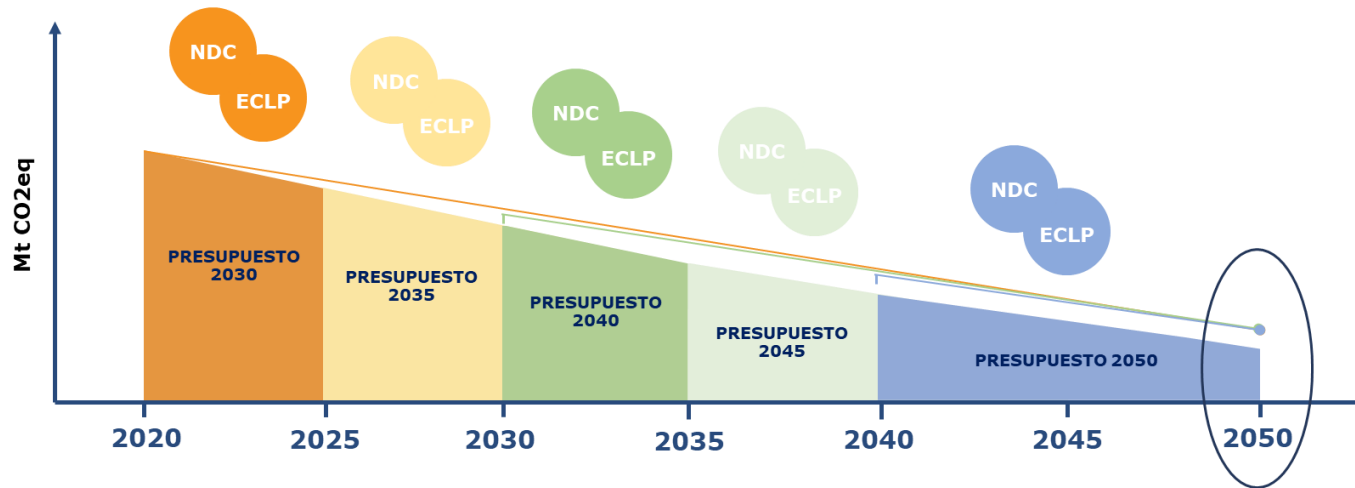 Mt CO2eq
NDC
ECLP
NDC
ECLP
NDC
ECLP
NDC
ECLP
NDC
ECLP
PRESUPUESTO
2030
PRESUPUESTO
2035
PRESUPUESTO
2040
PRESUPUESTO
2045
PRESUPUESTO 2050
2020
2025
2030
2035
2040
2045
2050